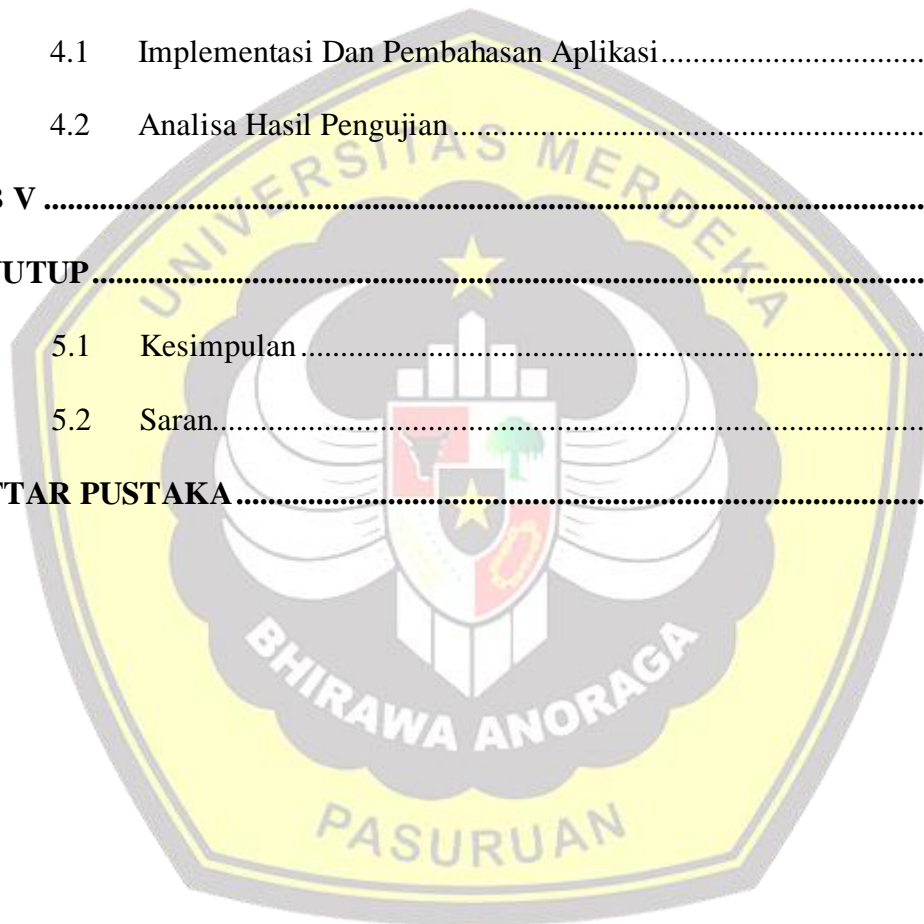 4.1 Implementasi Dan Pembahasan Aplikasi................................
4.2 Analisa Hasil Pengujian................................
B V................................
UTUP................................
5.1 Kesimpulan................................
5.2 Saran................................
TAR PUSTAKA................................
UNIVERSITAS MERDEKA
BHIRAWA ANORAGA
PASURUAN